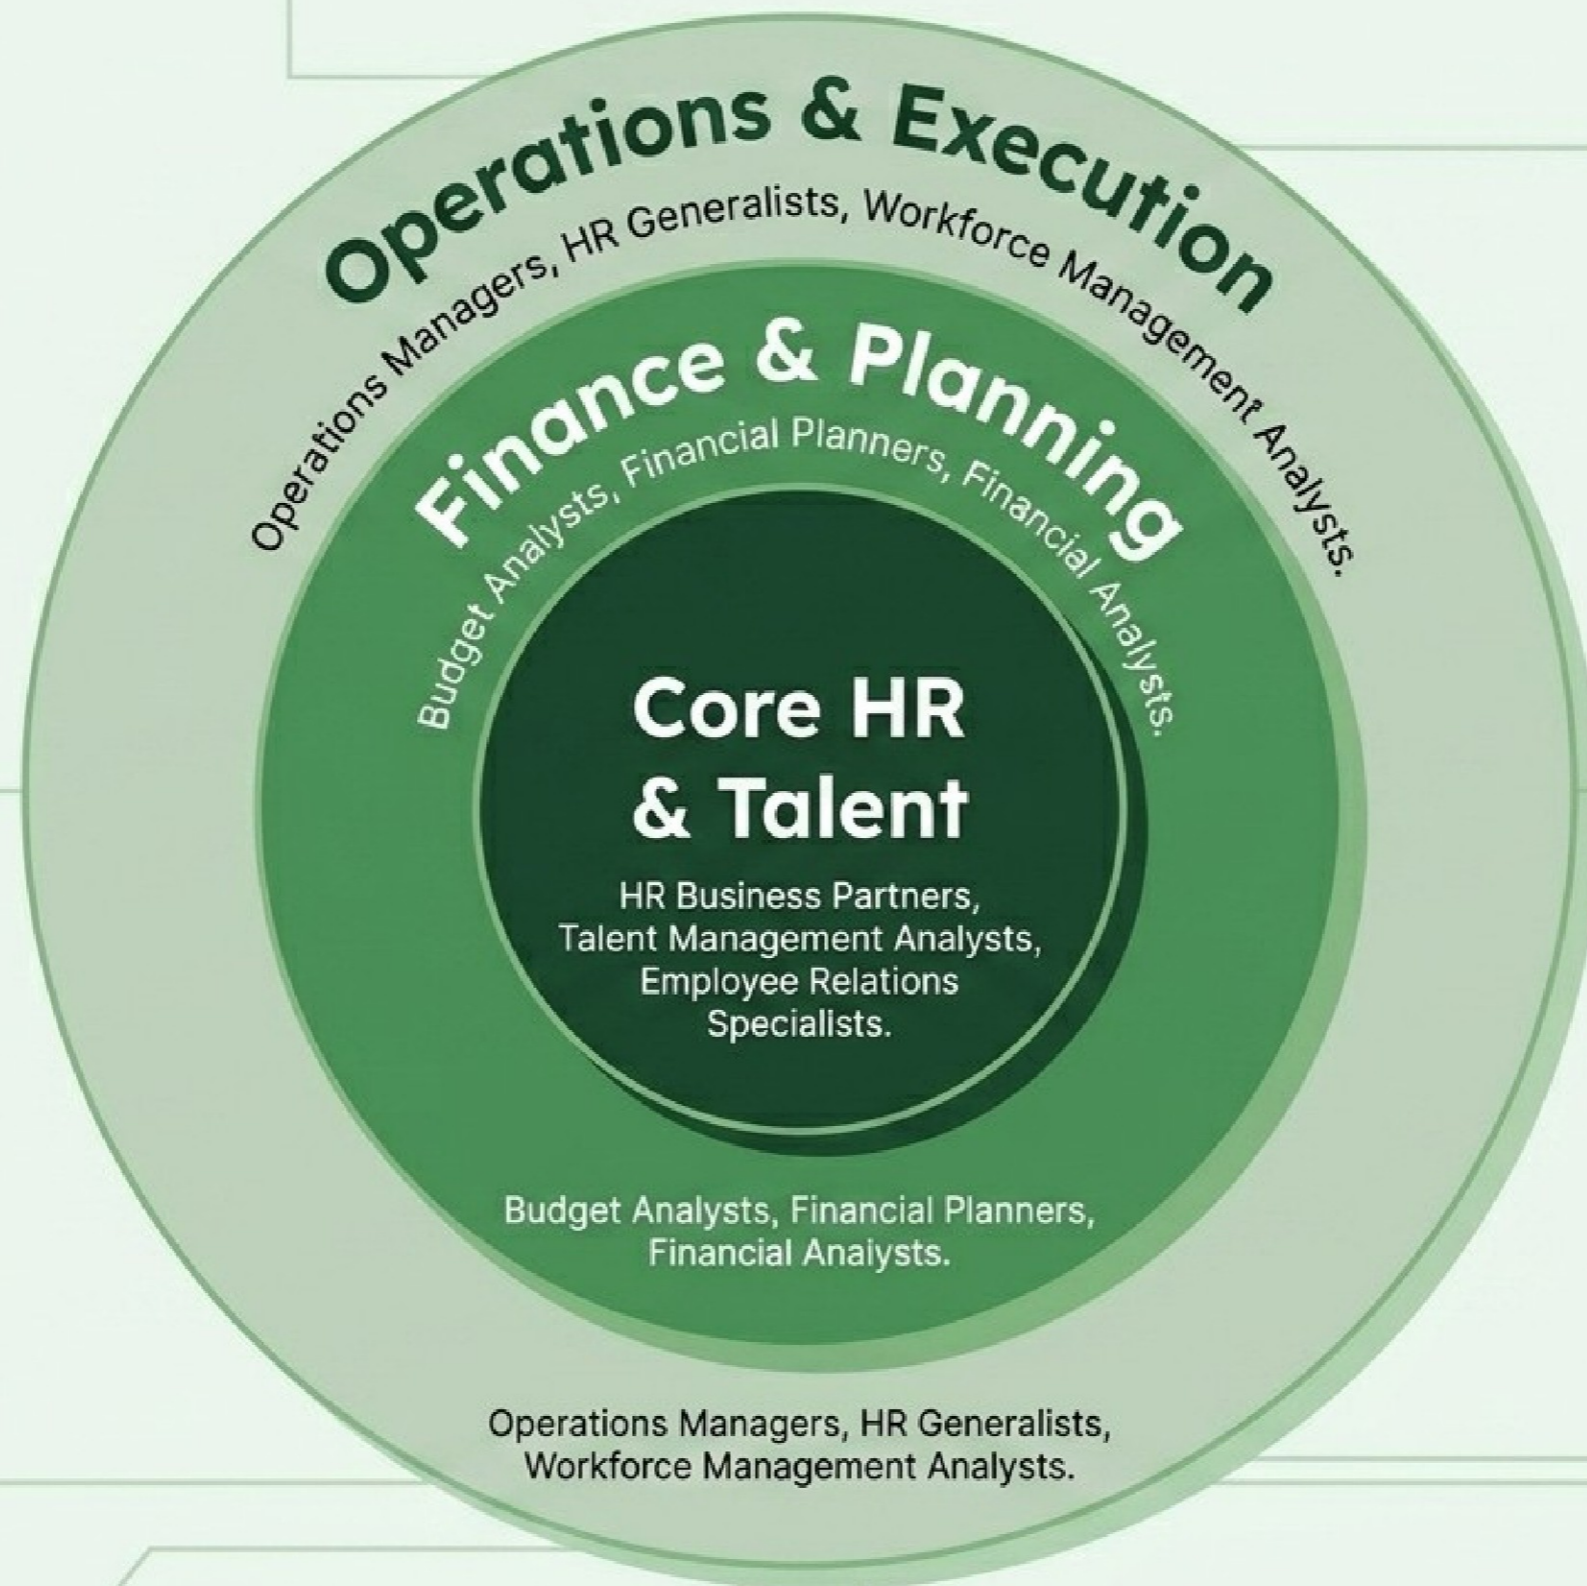 Operations & Execution
Operations Managers, HR Generalists, Workforce Management Analysts.
Finance & Planning
Budget Analysts, Financial Planners, Financial Analysts.
Core HR
& Talent
HR Business Partners,
Talent Management Analysts,
Employee Relations
Specialists.
Budget Analysts, Financial Planners,
Financial Analysts.
Operations Managers, HR Generalists,
Workforce Management Analysts.